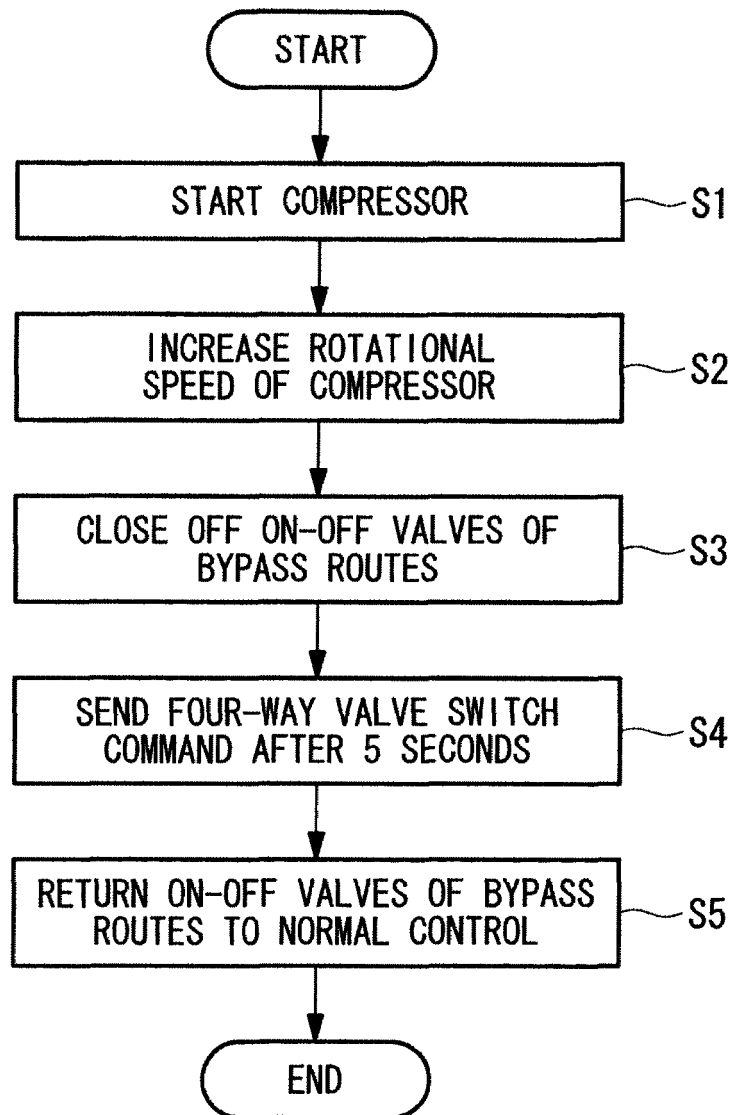 START
START COMPRESSOR
S1
INCREASE ROTATIONAL
SPEED OF COMPRESSOR
S2
CLOSE OFF ON-OFF VALVES OF
BYPASS ROUTES
S3
SEND FOUR-WAY VALVE SWITCH
COMMAND AFTER 5 SECONDS
S4
RETURN ON-OFF VALVES OF BYPASS
ROUTES TO NORMAL CONTROL
S5
END